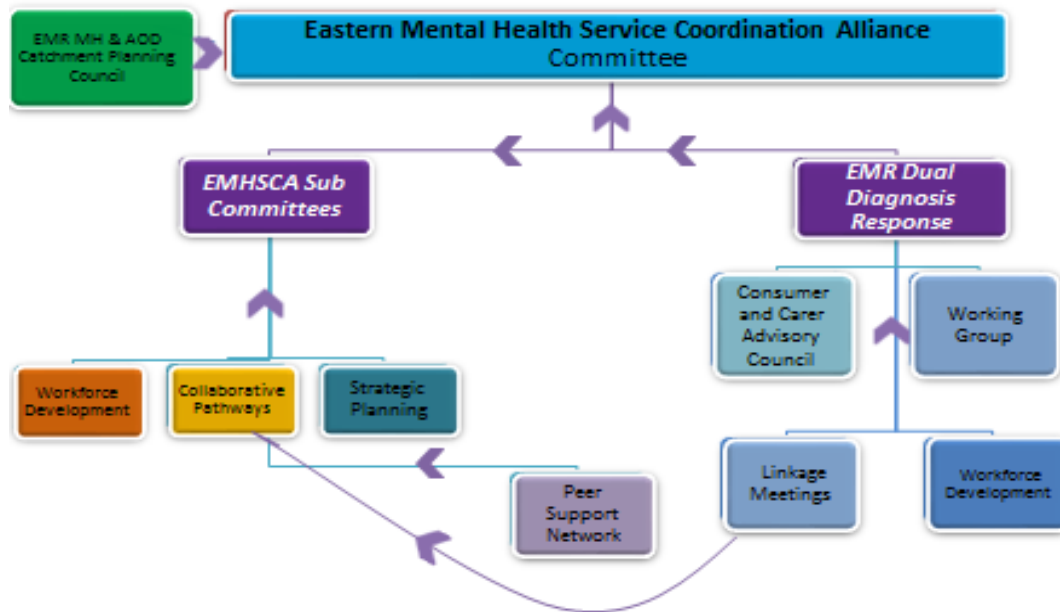 EMR MH & AOD
Catchment Planning
Council
Eastern Mental Health Service Coordination Alliance
Committee
EMHSCA Sub
Committees
EMR Dual
Diagnosis
Response
Consumer
and Carer
Advisory
Council
Working
Group
Workforce
Development
Collaborative
Pathways
Strategic
Planning
Linkage
Meetings
Workforce
Development
Peer
Support
Network